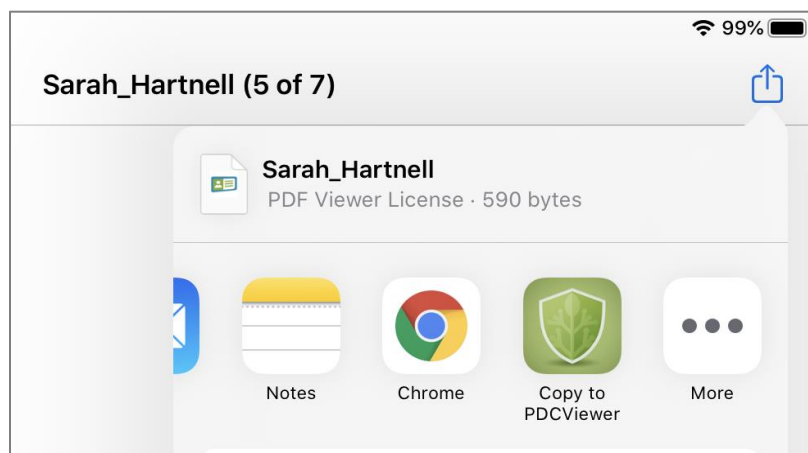 99%
Sarah_Hartnell (5 of 7)
Sarah_Hartnell
PDF Viewer License · 590 bytes
Notes
Chrome
Copy to
PDCViewer
More